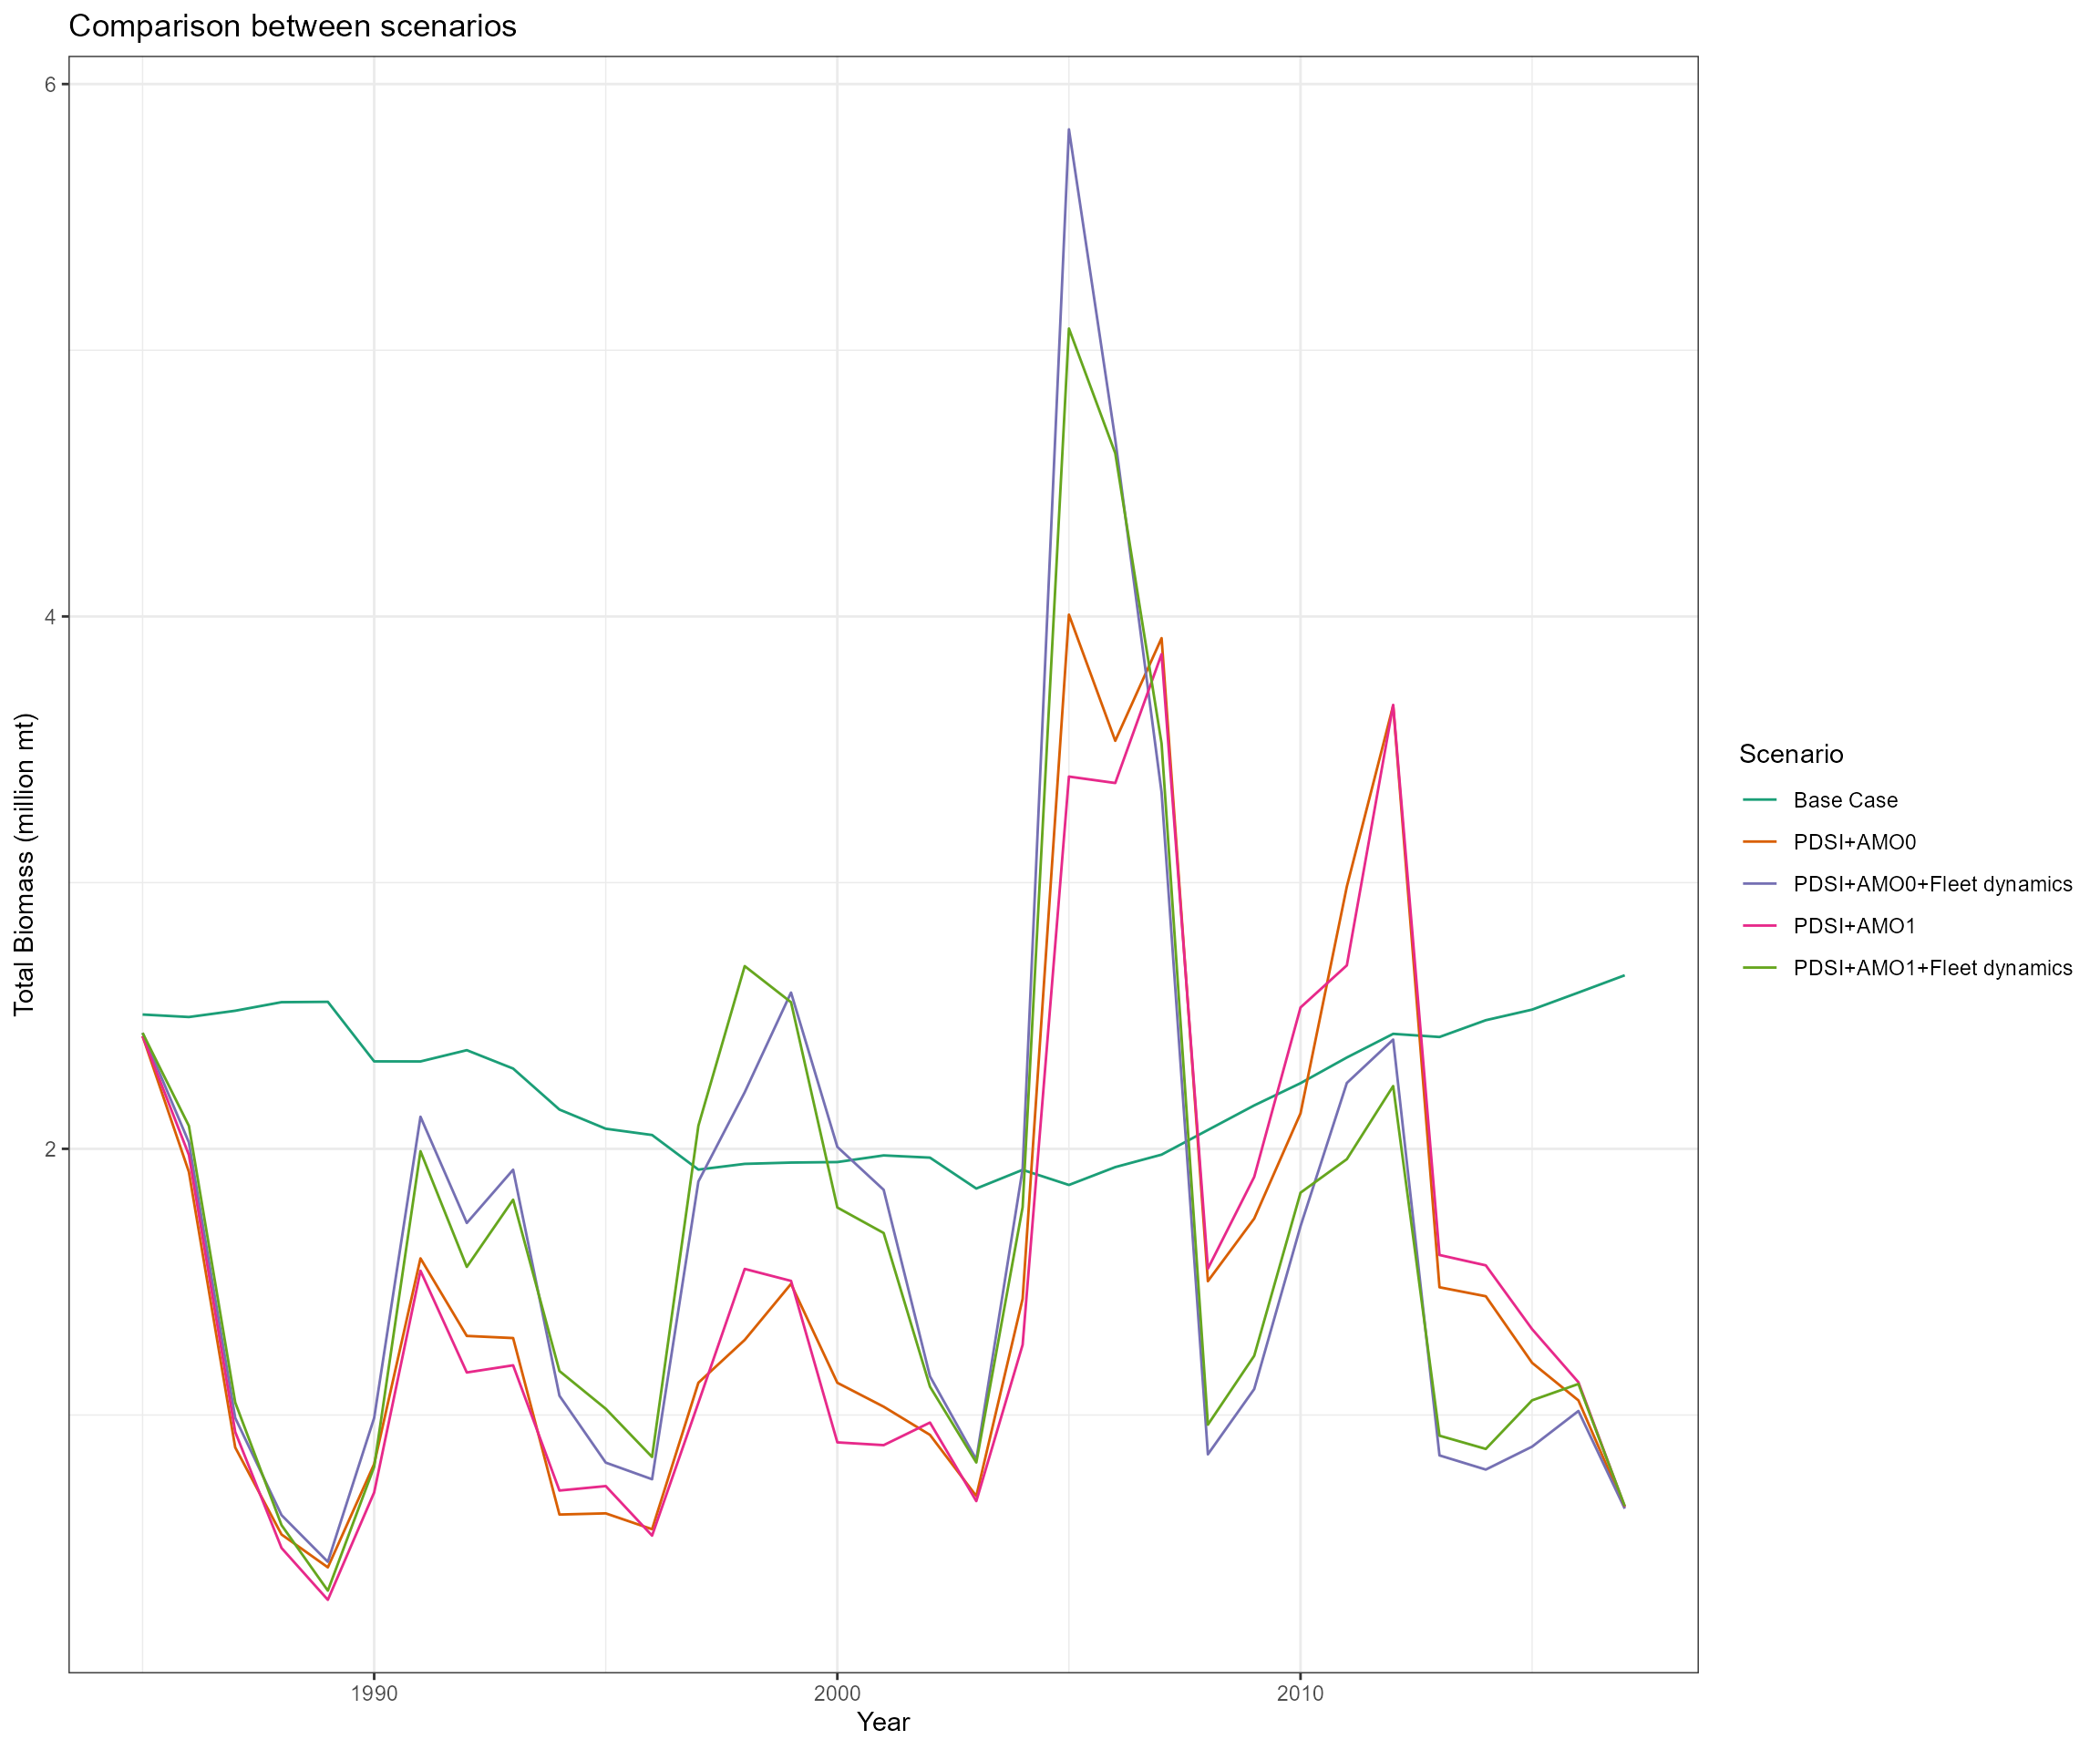 Comparison between scenarios
6
4
2
Total Biomass (million mt)
1990
2000
2010
Year
Scenario
Base Case
PDSI+AMO0
PDSI+AMO0+Fleet dynamics
PDSI+AMO1
PDSI+AMO1+Fleet dynamics